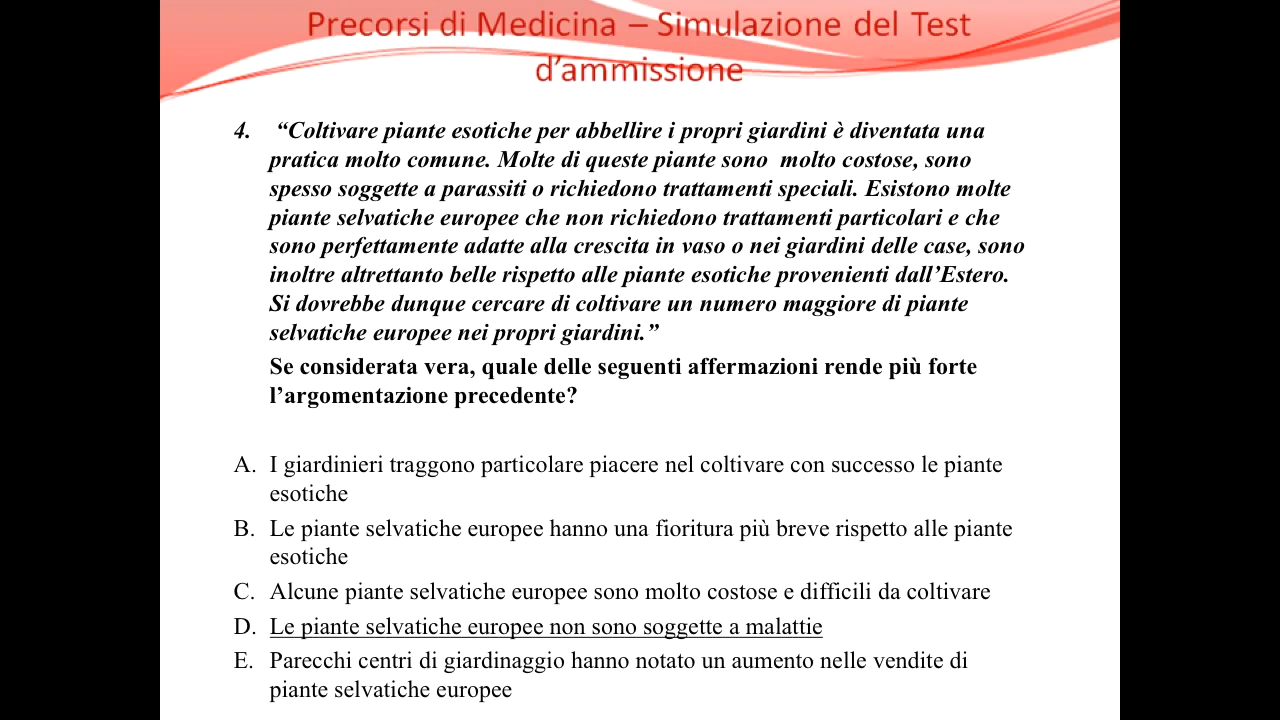 Precorsi di Medicina – Simulazione del Test
d’ammissione
4. “Coltivare piante esotiche per abbellire i propri giardini è diventata una
pratica molto comune. Molte di queste piante sono molto costose, sono
spesso soggette a parassiti o richiedono trattamenti speciali. Esistono molte
piante selvatiche europee che non richiedono trattamenti particolari e che
sono perfettamente adatte alla crescita in vaso o nei giardini delle case, sono
inoltre altrettanto belle rispetto alle piante esotiche provenienti dall’Estero.
Si dovrebbe dunque cercare di coltivare un numero maggiore di piante
selvatiche europee nei propri giardini.”
Se considerata vera, quale delle seguenti affermazioni rende più forte
l’argomentazione precedente?
A. I giardinieri traggono particolare piacere nel coltivare con successo le piante
esotiche
B. Le piante selvatiche europee hanno una fioritura più breve rispetto alle piante
esotiche
C. Alcune piante selvatiche europee sono molto costose e difficili da coltivare
D. Le piante selvatiche europee non sono soggette a malattie
E. Parecchi centri di giardinaggio hanno notato un aumento nelle vendite di
piante selvatiche europee